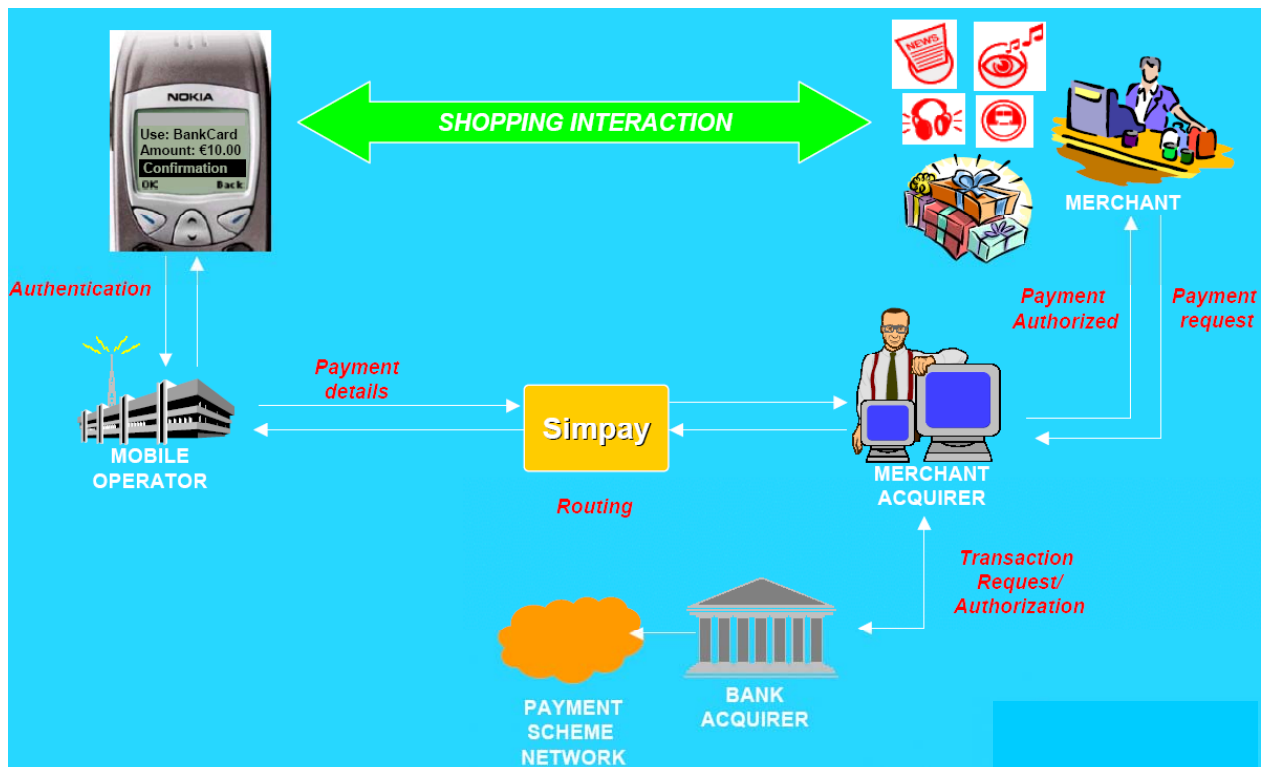 NEWS
NOKIA
Use: BankCard
Amount: €10.00
Confirmation
OK Back
SHOPPING INTERACTION
MERCHANT
Authentication
Payment
Authorized
Payment
request
Payment
details
Simpay
MOBILE
OPERATOR
MERCHANT
ACQUIRER
Routing
Transaction
Request/
Authorization
BANK
ACQUIRER
PAYMENT
SCHEME
NETWORK